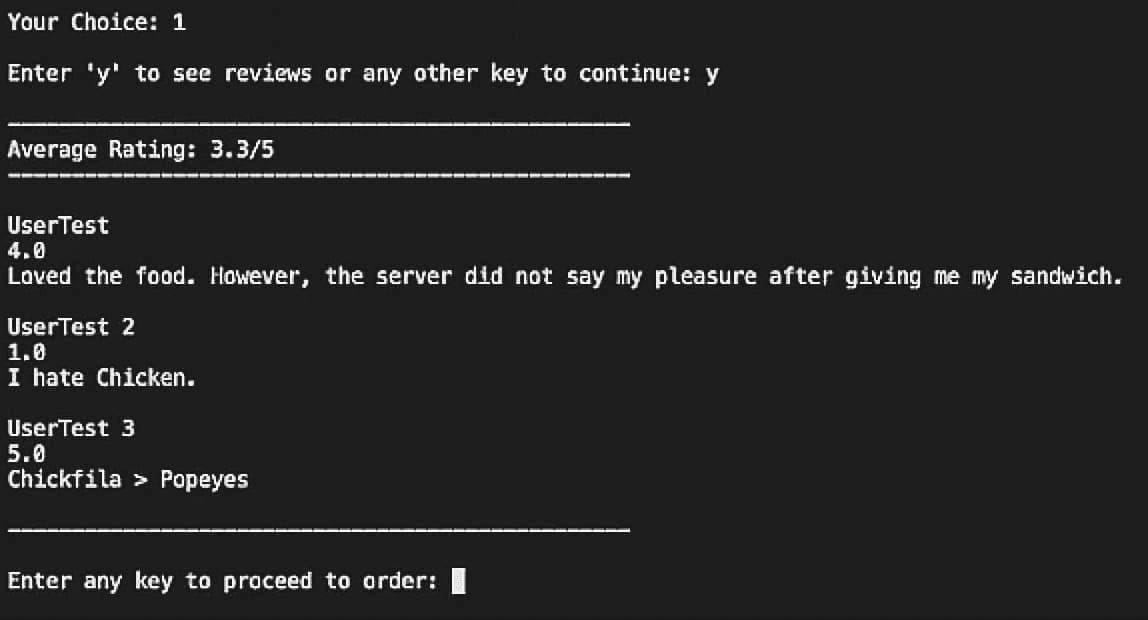 Your Choice: 1
Enter 'y' to see reviews or any other key to continue: y
Average Rating: 3.3/5
UserTest
4.0
Loved the food. However, the server did not say my pleasure after giving me my sandwich.
UserTest 2
1.0
I hate Chicken.
UserTest 3
5.0
Chickfila > Popeyes
Enter any key to proceed to order: